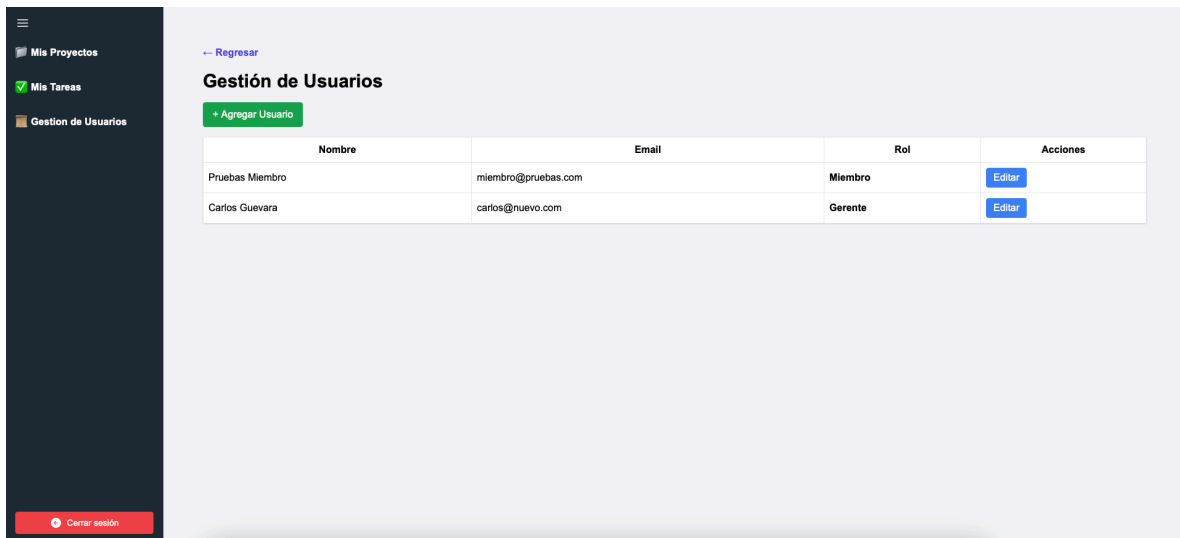 Mis Proyectos
Mis Tareas
Gestion de Usuarios
Cerrar sesión
← Regresar
Gestión de Usuarios
+ Agregar Usuario
Nombre Email Rol Acciones
Pruebas Miembro miembro@pruebas.com Miembro Editar
Carlos Guevara carlos@nuevo.com Gerente Editar